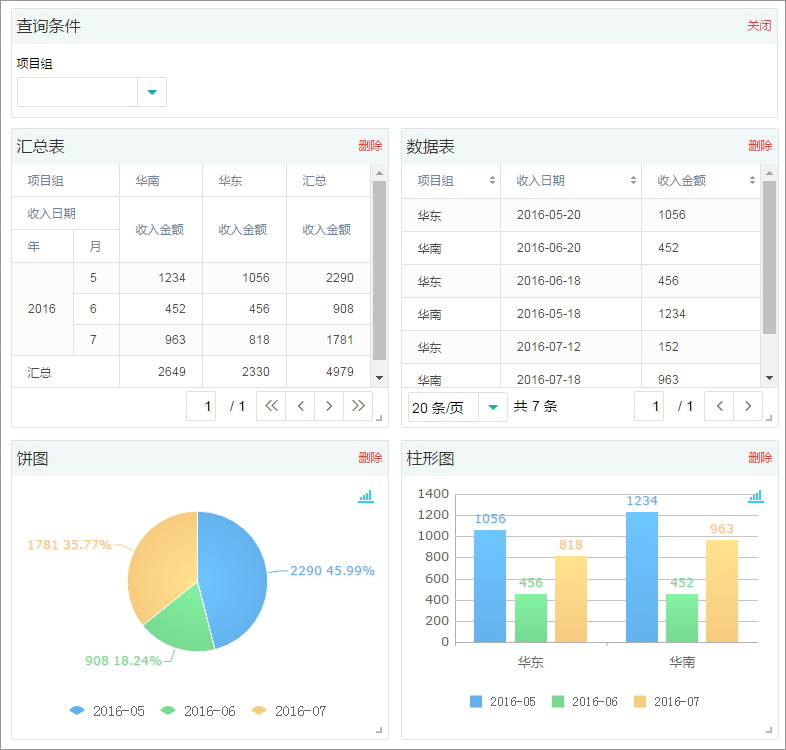 查询条件 关闭
项目组
汇总表 删除
项目组 华南 华东 汇总
收入日期 收入金额 收入金额 收入金额
年 月
2016 5 1234 1056 2290
6 452 456 908
7 963 818 1781
汇总 2649 2330 4979
1 / 1
数据表 删除
项目组 收入日期 收入金额
华东 2016-05-20 1056
华南 2016-06-20 452
华东 2016-06-18 456
华南 2016-05-18 1234
华东 2016-07-12 152
华南 2016-07-18 963
20 条/页 共 7 条 1 / 1
饼图 删除
1781 35.77%
2290 45.99%
908 18.24%
2016-05 2016-06 2016-07
柱形图 删除
1400
1200
1000
800
600
400
200
0
1056 456 818 1234 452 963
华东 华南
2016-05 2016-06 2016-07